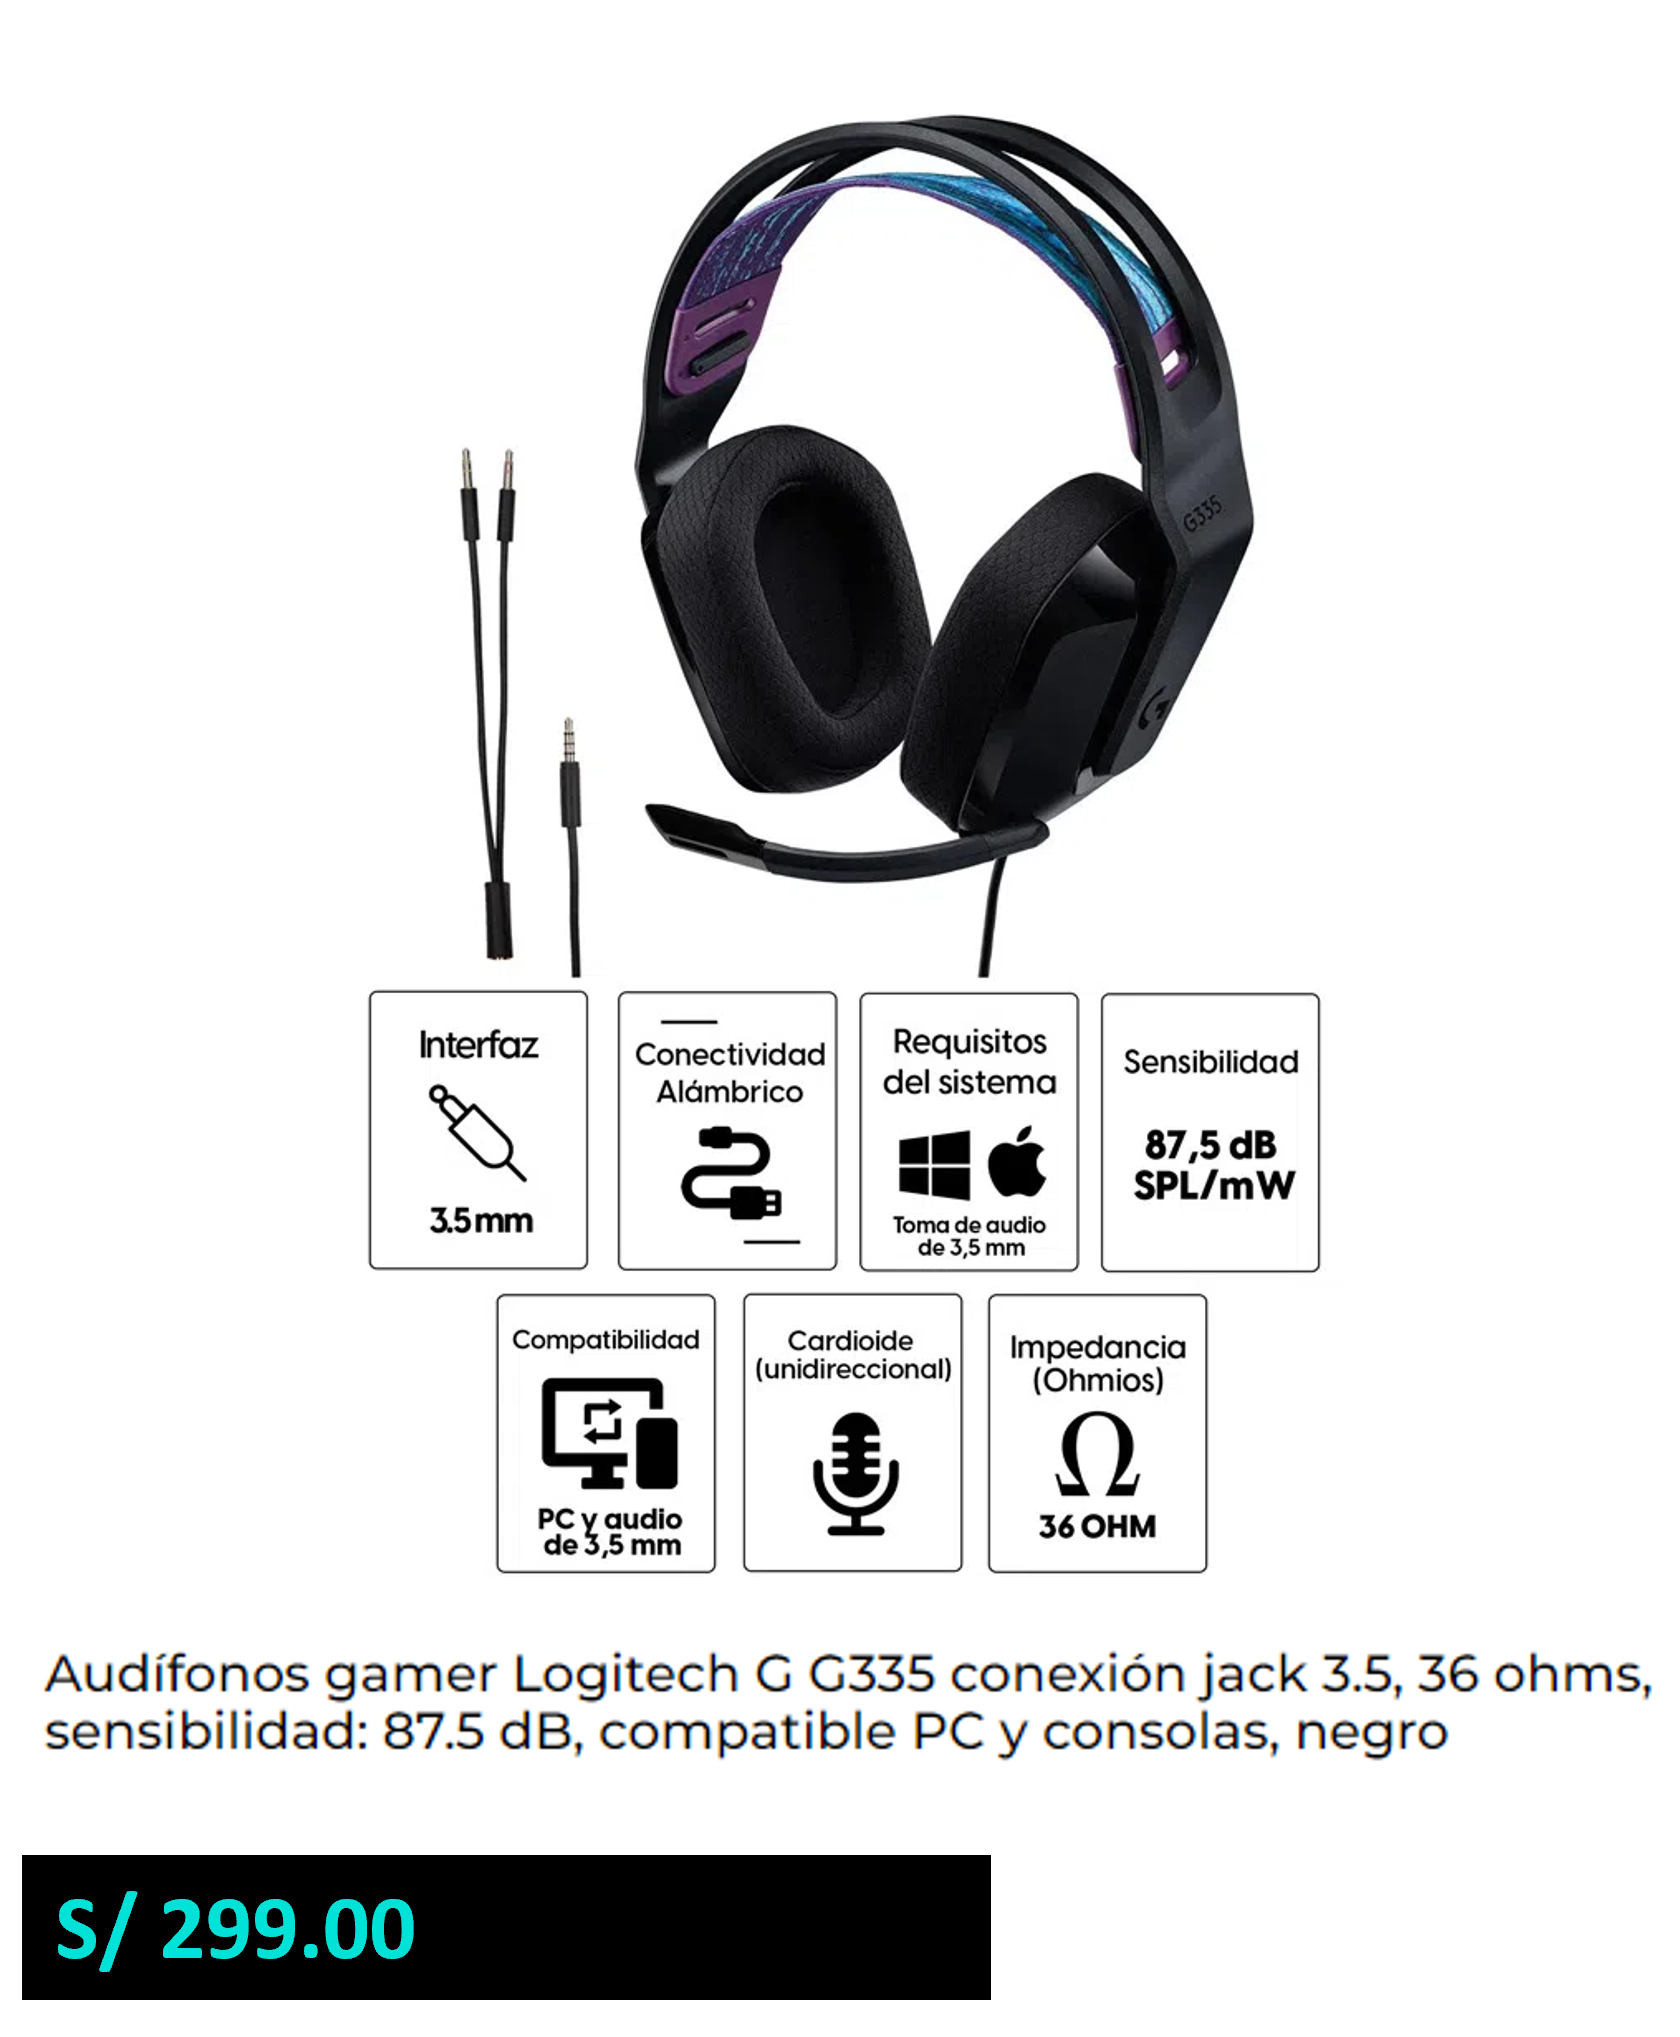 G335
Interfaz
3.5mm
Conectividad
Alámbrico
Requisitos
del sistema
Toma de audio
de 3,5 mm
Sensibilidad
87,5 dB
SPL/mW
Compatibilidad
PC y audio
de 3,5 mm
Cardioide
(unidireccional)
Impedancia
(Ohmios)
Ω
36 OHM
Audífonos gamer Logitech G G335 conexión jack 3.5, 36 ohms,
sensibilidad: 87.5 dB, compatible PC y consolas, negro
S/ 299.00